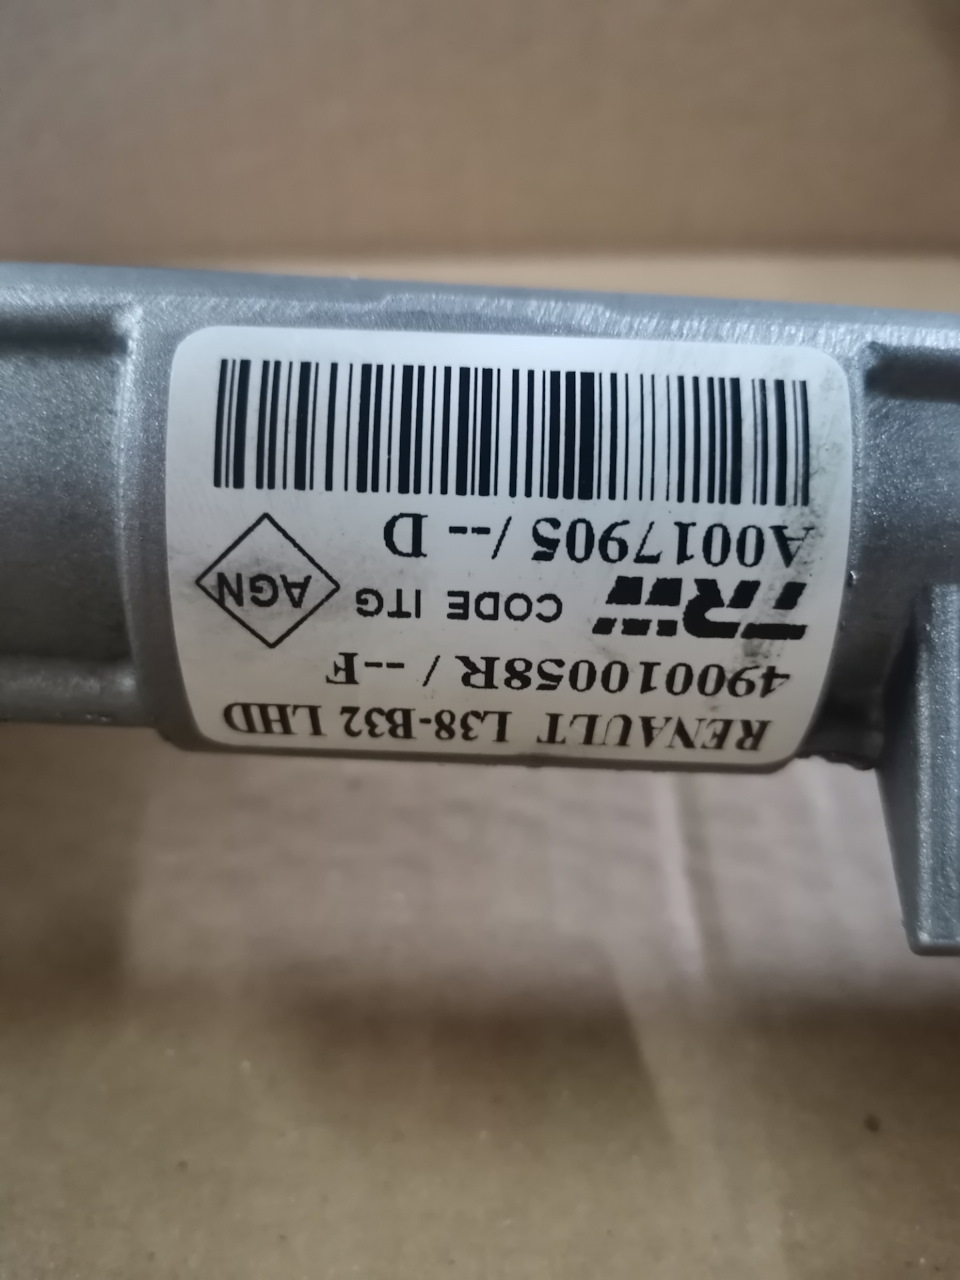 RENAULT L38-B32 LHD
490010058R / --F
TRW CODE ITG AGN
A0017905 /-- D